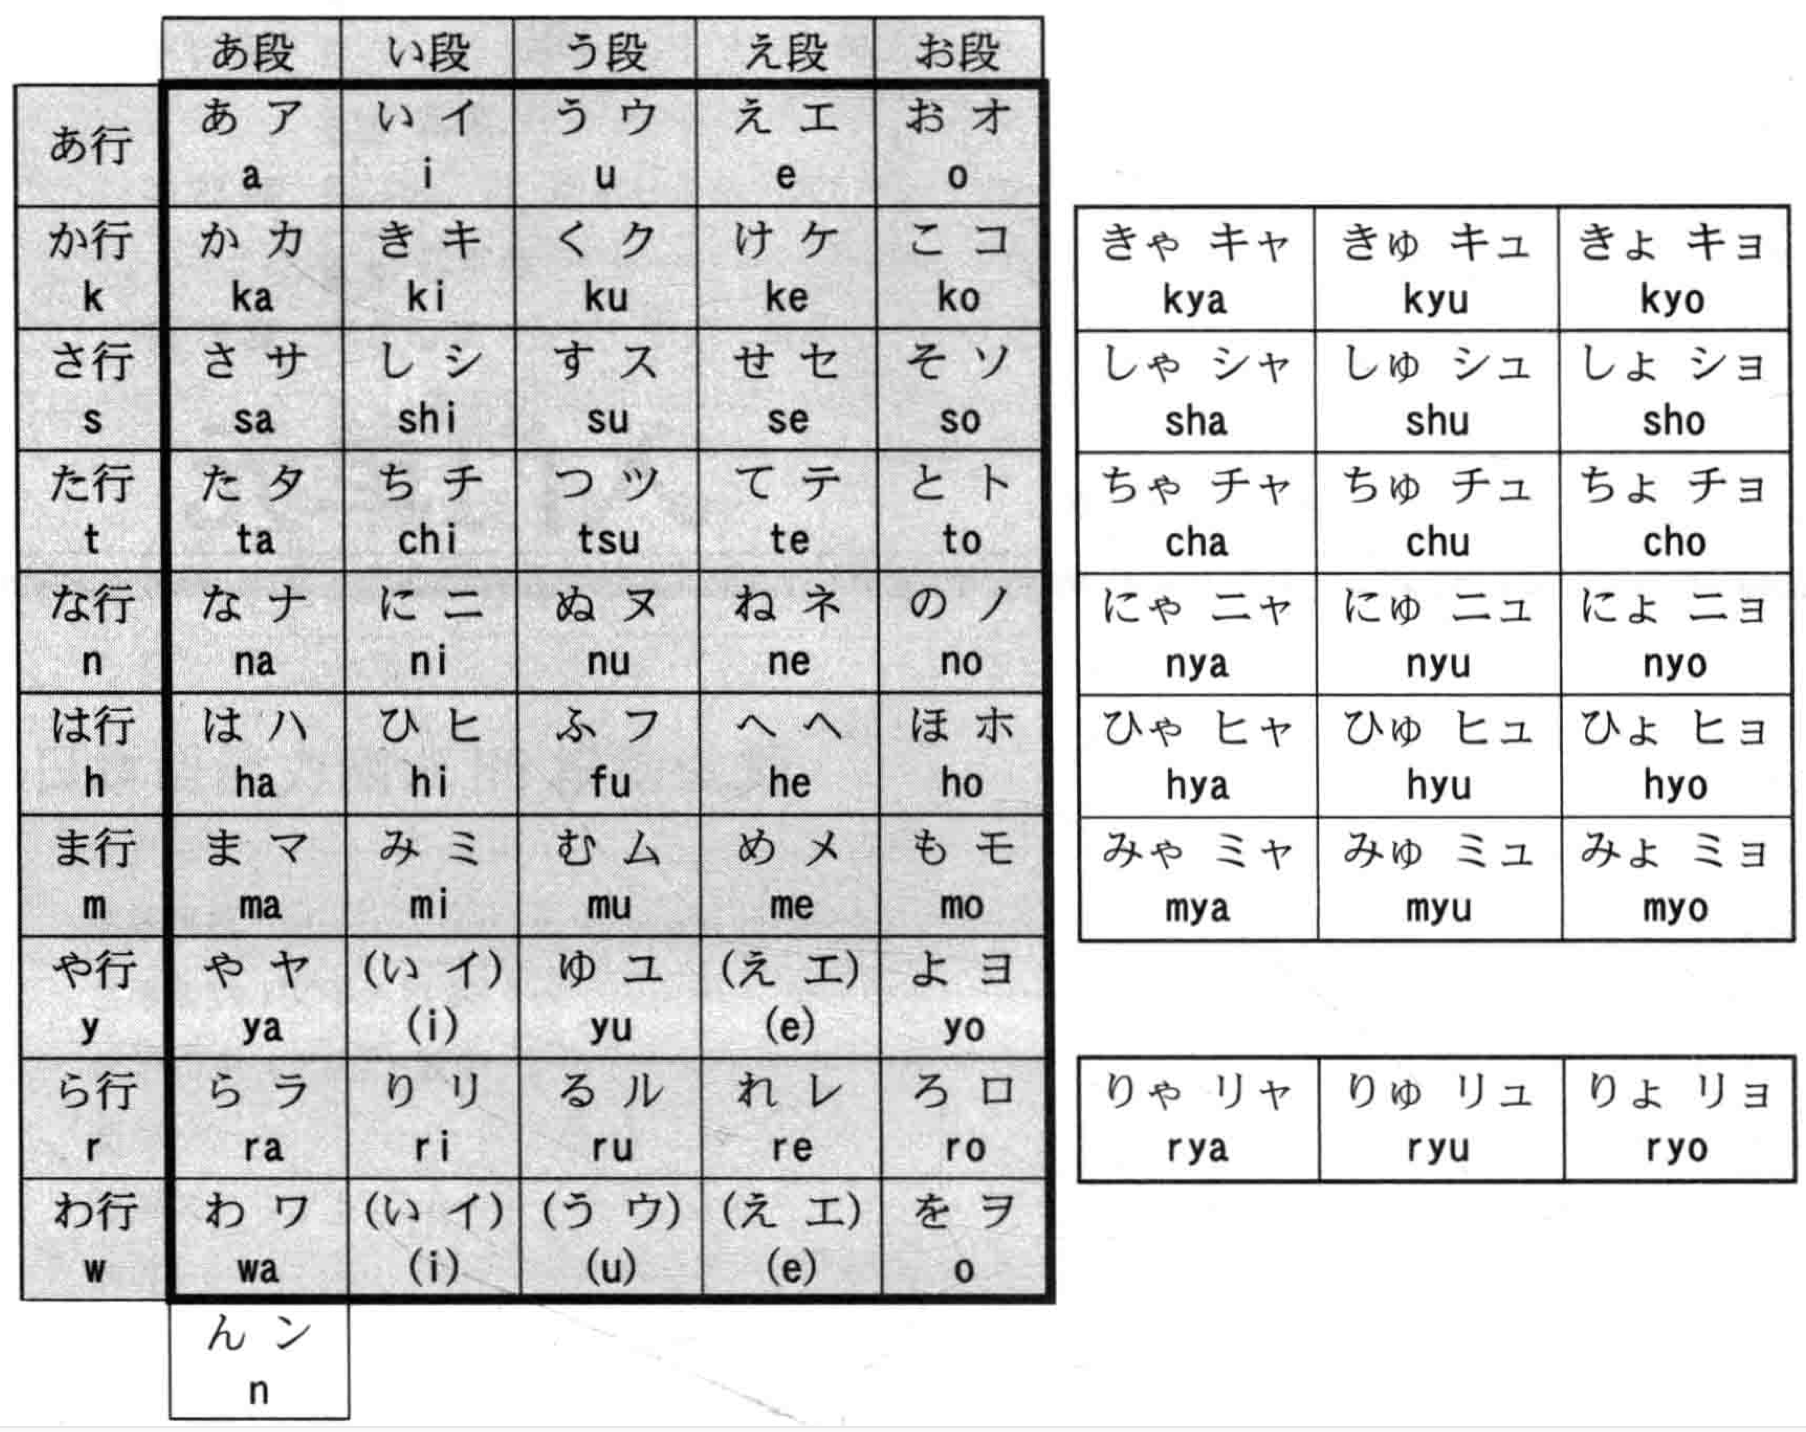 あ段 い段 う段 え段 お段
あ行 あ ア い イ う ウ え エ お オ
a i u e o
か行 か カ き キ く ク け ケ こ コ
k ka ki ku ke ko
さ行 さ サ し シ す ス せ セ そ ソ
s sa shi su se so
た行 た タ ち チ つ ツ て テ と ト
t ta chi tsu te to
な行 な ナ に ニ ぬ ヌ ね ネ の ノ
n na ni nu ne no
は行 は ハ ひ ヒ ふ フ へ ヘ ほ ホ
h ha hi fu he ho
ま行 ま マ み ミ む ム め メ も モ
m ma mi mu me mo
や行 や ヤ (い イ) ゆ ユ (え エ) よ ヨ
y ya (i) yu (e) yo
ら行 ら ラ り リ る ル れ レ ろ ロ
r ra ri ru re ro
わ行 わ ワ (い イ) (う ウ) (え エ) を ヲ
w wa (i) (u) (e) o
ん ン
n
きゃ キャ きゅ キュ きょ キョ
kya kyu kyo
しゃ シャ しゅ シュ しょ ショ
sha shu sho
ちゃ チャ ちゅ チュ ちょ チョ
cha chu cho
にゃ ニャ にゅ ニュ にょ ニョ
nya nyu nyo
ひゃ ヒャ ひゅ ヒュ ひょ ヒョ
hya hyu hyo
みゃ ミャ みゅ ミュ みょ ミョ
mya myu myo
りゃ リャ りゅ リュ りょ リョ
rya ryu ryo